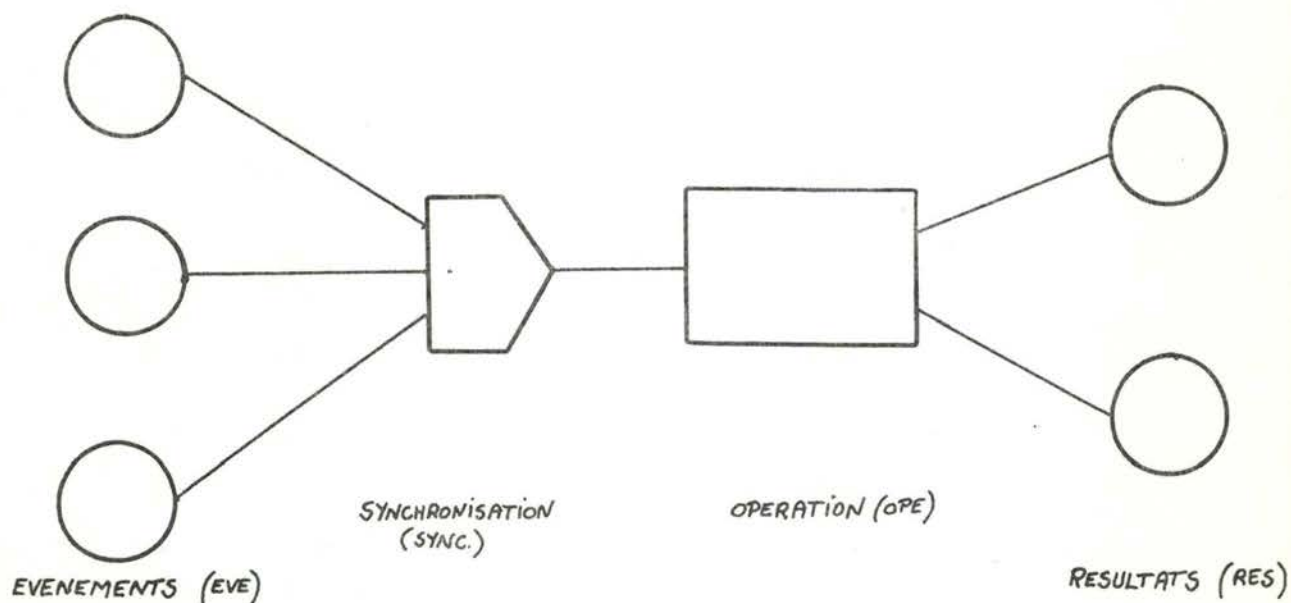 SYNCHRONISATION
(SYNC.)
OPERATION (OPE)
EVENEMENTS (EVE)
RESULTATS (RES)